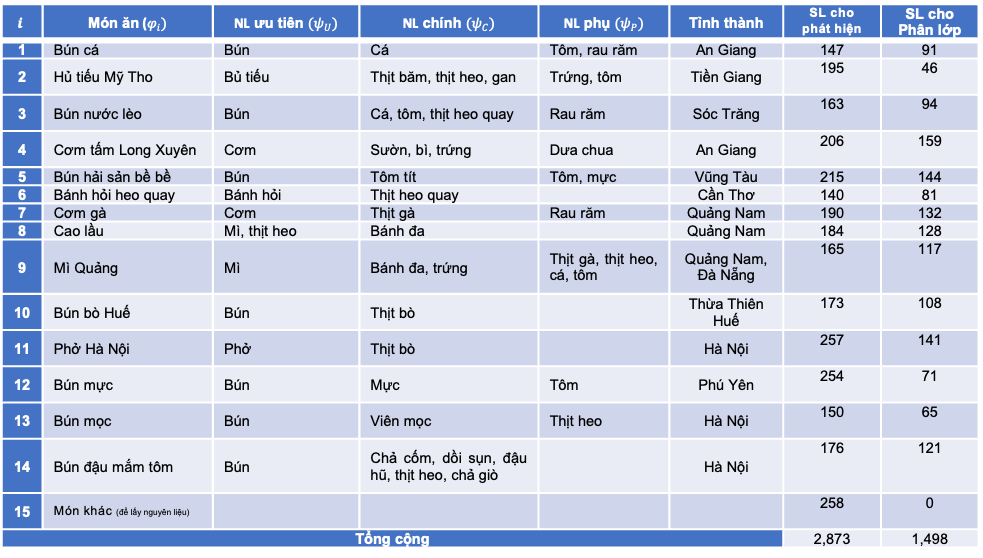 i Món ăn (φi) NL ưu tiên (ψU) NL chính (ψC) NL phụ (ψP) Tỉnh thành SL cho phát hiện SL cho Phân lớp
1 Bún cá Bún Cá Tôm, rau răm An Giang 147 91
2 Hủ tiếu Mỹ Tho Bủ tiếu Thịt băm, thịt heo, gan Trứng, tôm Tiền Giang 195 46
3 Bún nước lèo Bún Cá, tôm, thịt heo quay Rau răm Sóc Trăng 163 94
4 Cơm tấm Long Xuyên Cơm Sườn, bì, trứng Dưa chua An Giang 206 159
5 Bún hải sản bề bề Bún Tôm tít Tôm, mực Vũng Tàu 215 144
6 Bánh hỏi heo quay Bánh hỏi Thịt heo quay Cần Thơ 140 81
7 Cơm gà Cơm Thịt gà Rau răm Quảng Nam 190 132
8 Cao lầu Mì, thịt heo Bánh đa Quảng Nam 184 128
9 Mì Quảng Mì Bánh đa, trứng Thịt gà, thịt heo, cá, tôm Quảng Nam, Đà Nẵng 165 117
10 Bún bò Huế Bún Thịt bò Thừa Thiên Huế 173 108
11 Phở Hà Nội Phở Thịt bò Hà Nội 257 141
12 Bún mực Bún Mực Tôm Phú Yên 254 71
13 Bún mọc Bún Viên mọc Thịt heo Hà Nội 150 65
14 Bún đậu mắm tôm Bún Chả cốm, dồi sụn, đậu hũ, thịt heo, chả giò Hà Nội 176 121
15 Món khác (để lấy nguyên liệu) 258 0
Tổng cộng 2,873 1,498